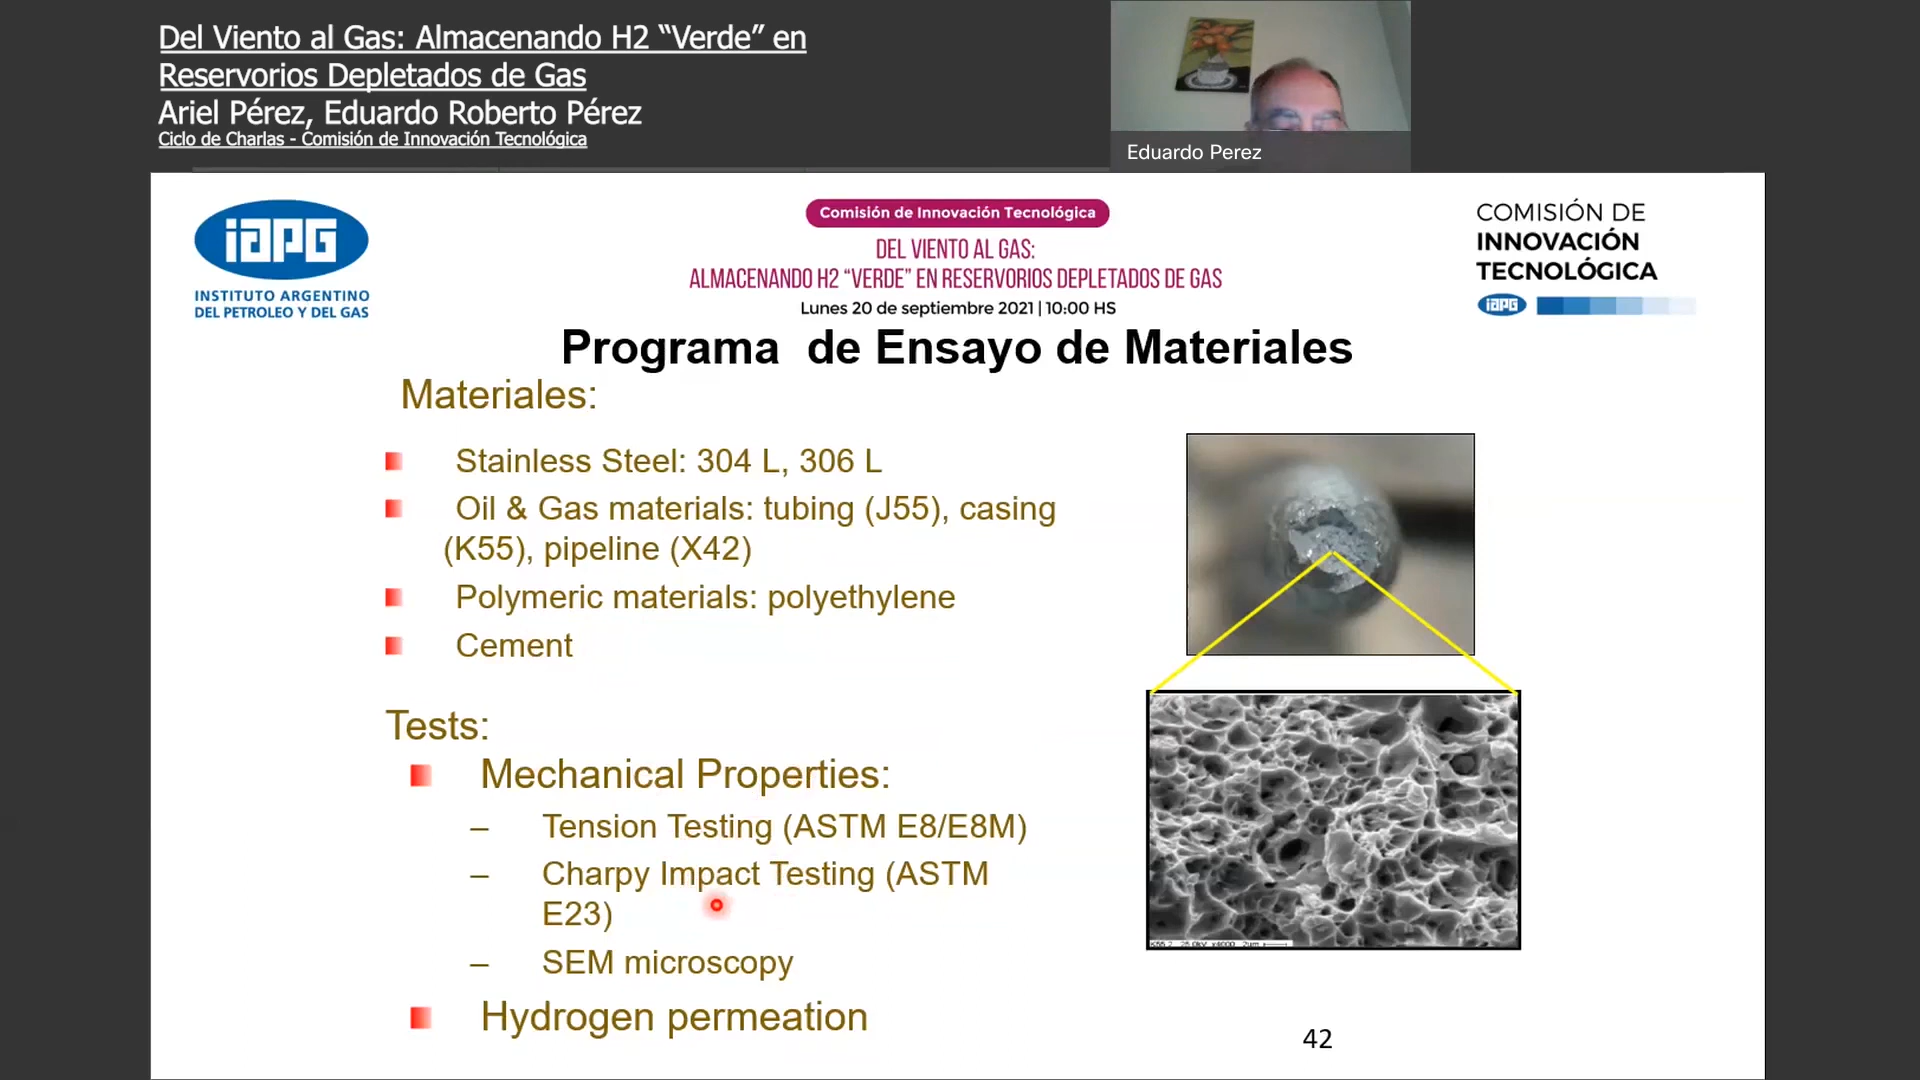 Del Viento al Gas: Almacenando H2 “Verde” en
Reservorios Depletados de Gas
Ariel Pérez, Eduardo Roberto Pérez
Ciclo de Charlas - Comisión de Innovación Tecnológica
Eduardo Perez
iAPG
INSTITUTO ARGENTINO
DEL PETROLEO Y DEL GAS
Comisión de Innovación Tecnológica
DEL VIENTO AL GAS:
ALMACENANDO H2 “VERDE” EN RESERVORIOS DEPLETADOS DE GAS
Lunes 20 de septiembre 2021 | 10:00 HS
COMISIÓN DE
INNOVACIÓN
TECNOLÓGICA
iAPG
Programa de Ensayo de Materiales
Materiales:
Stainless Steel: 304 L, 306 L
Oil & Gas materials: tubing (J55), casing
(K55), pipeline (X42)
Polymeric materials: polyethylene
Cement
Tests:
Mechanical Properties:
– Tension Testing (ASTM E8/E8M)
– Charpy Impact Testing (ASTM
E23)
– SEM microscopy
Hydrogen permeation
42